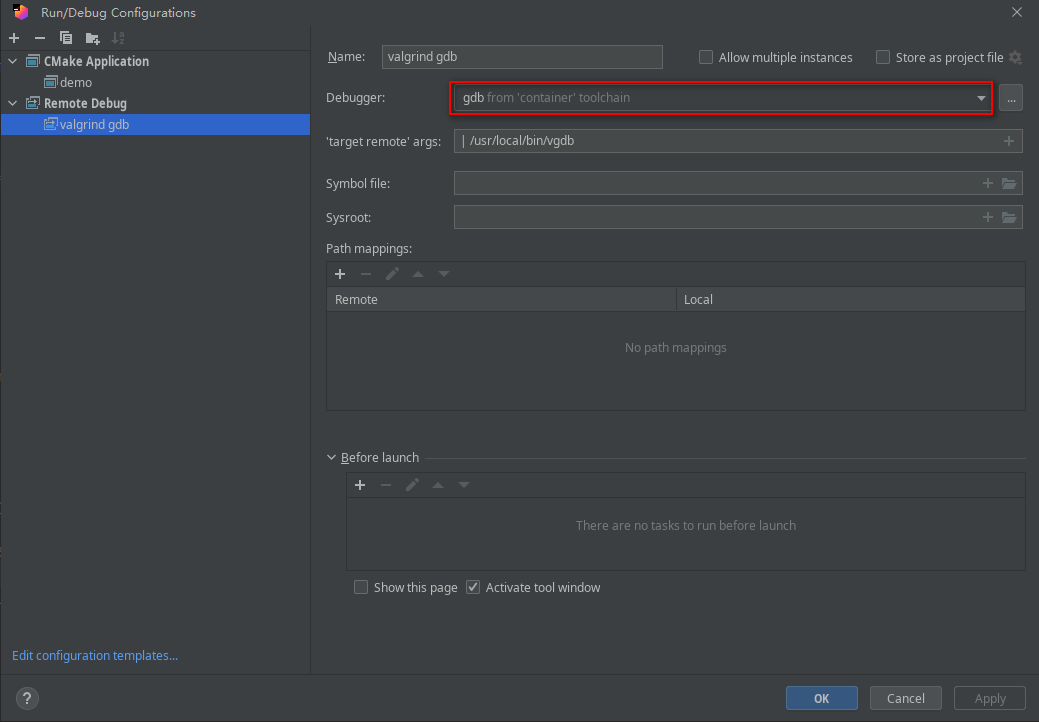 Run/Debug Configurations
CMake Application
demo
Remote Debug
valgrind gdb
Name: valgrind gdb Allow multiple instances Store as project file
Debugger: gdb from 'container' toolchain ...
'target remote' args: | /usr/local/bin/vgdb
Symbol file:
Sysroot:
Path mappings:
Remote Local
No path mappings
Before launch
There are no tasks to run before launch
Show this page Activate tool window
Edit configuration templates...
? OK Cancel Apply